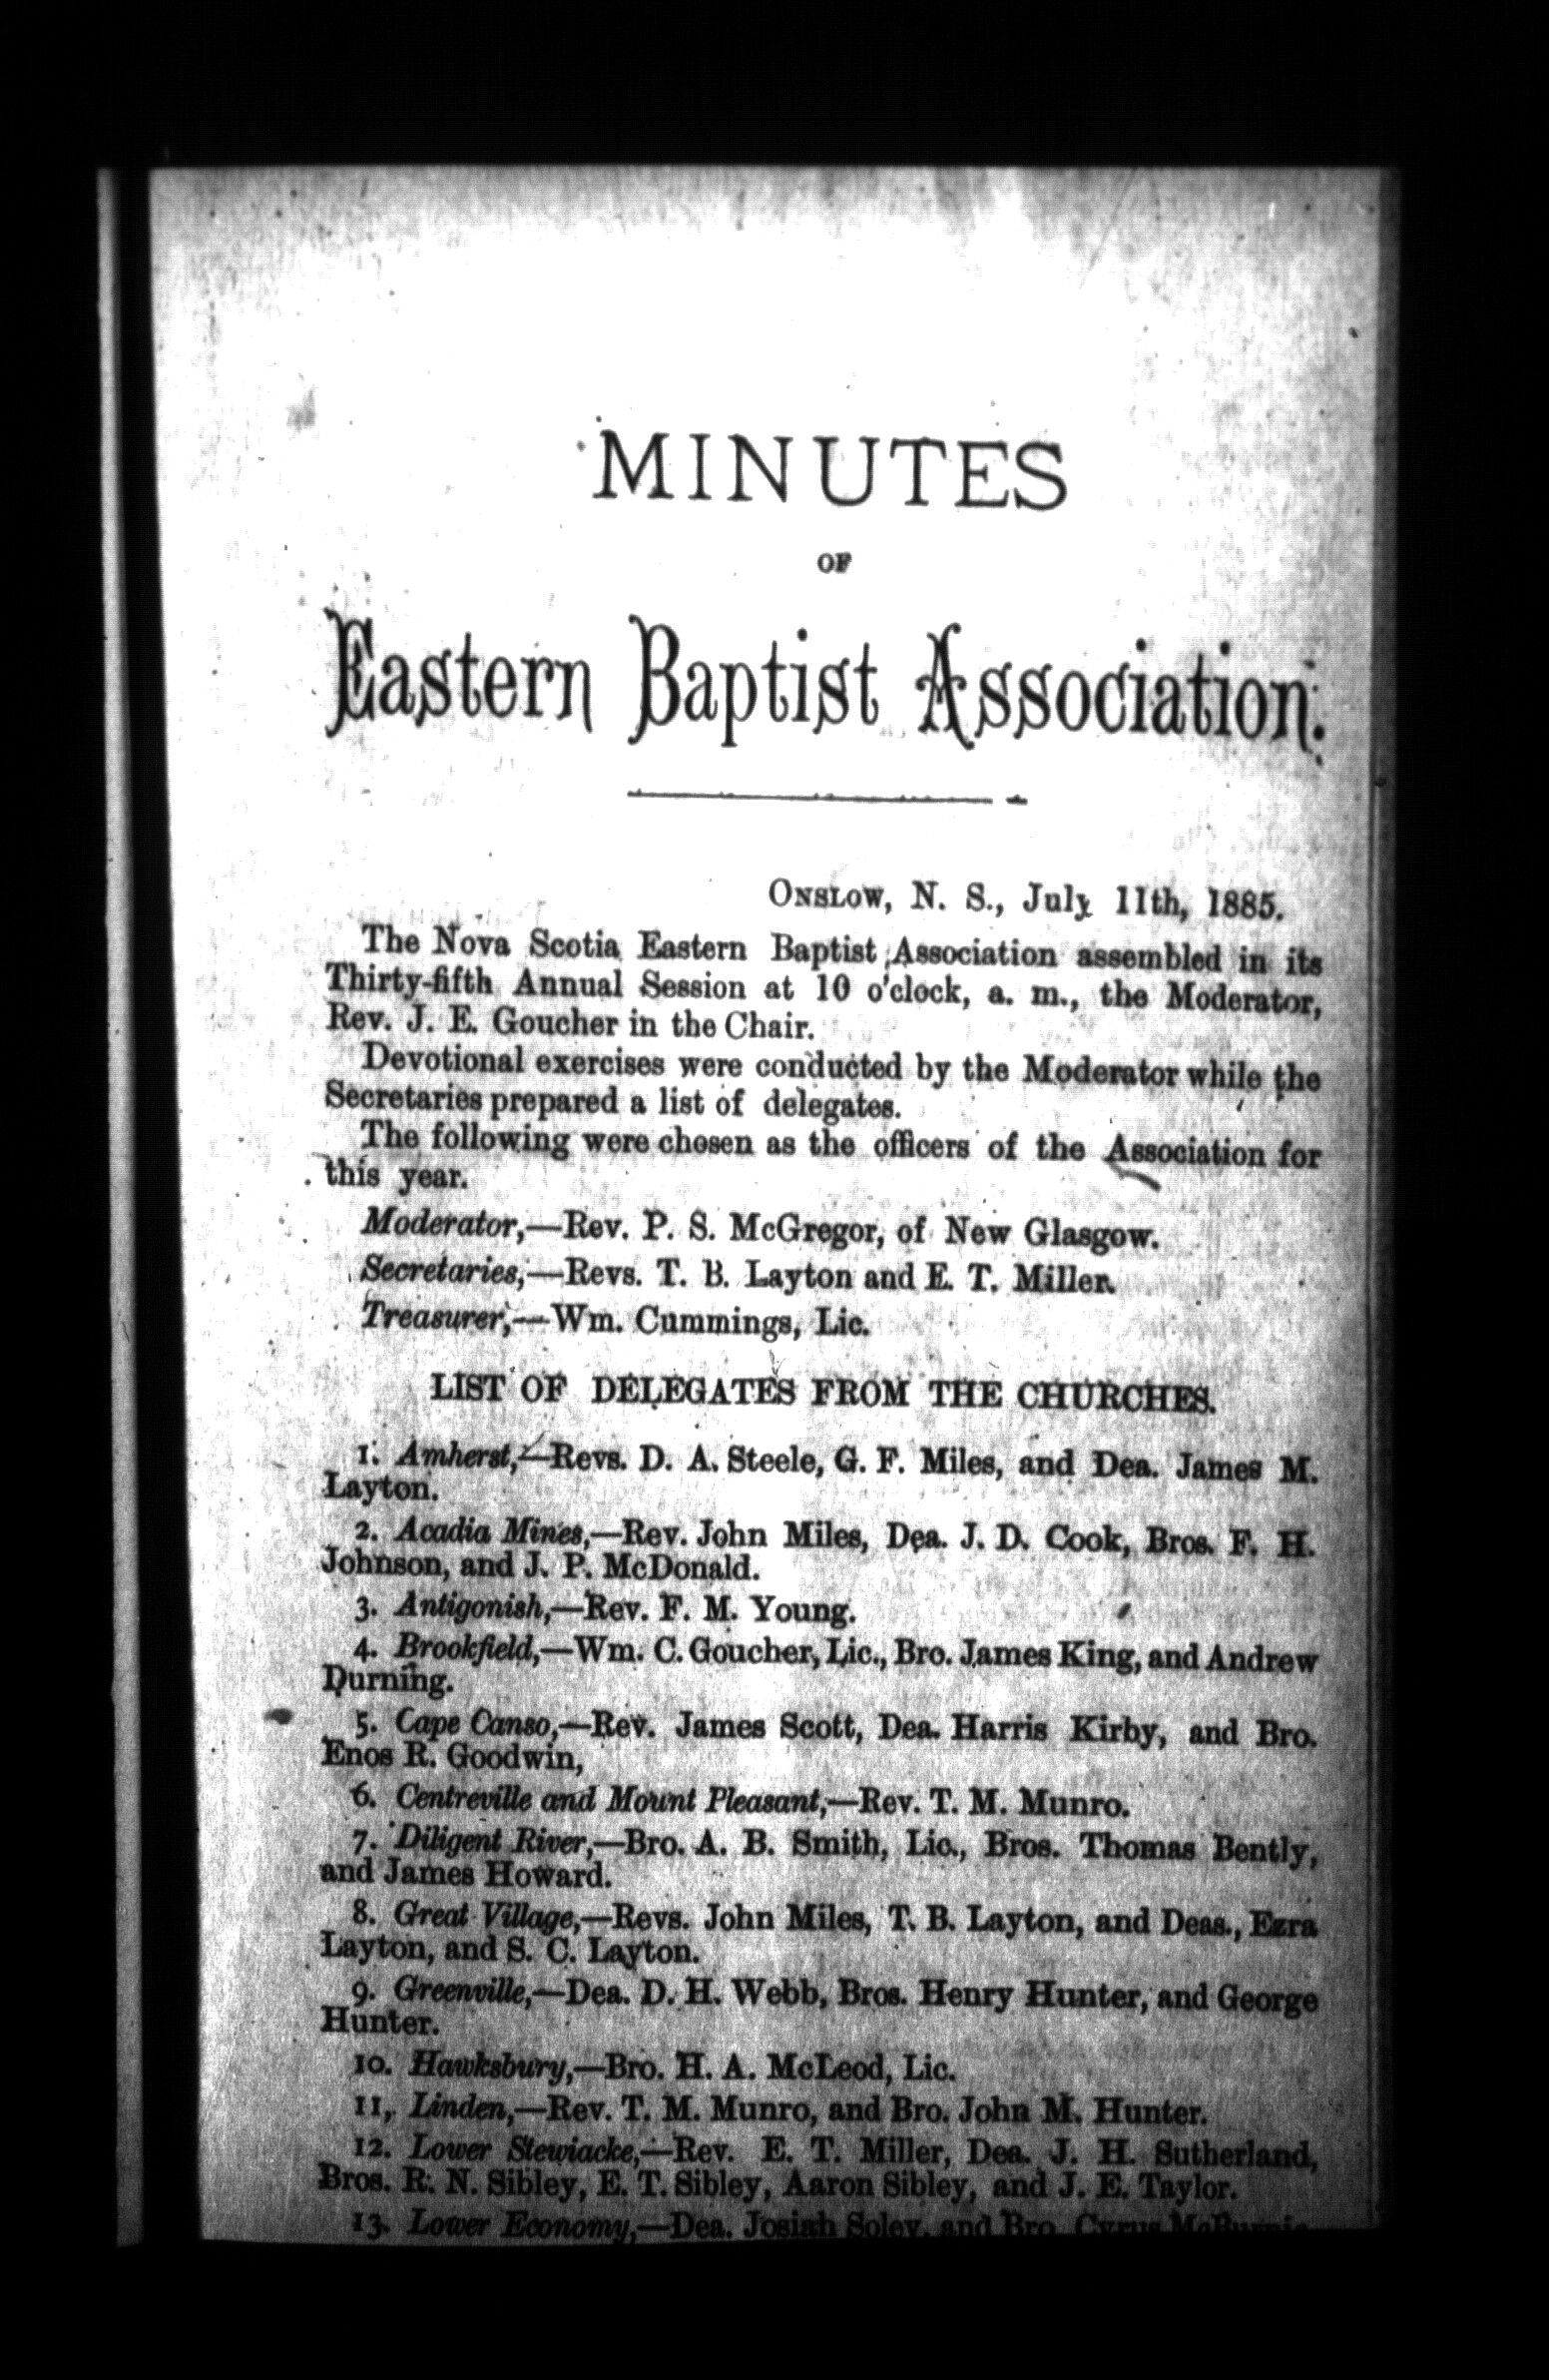 MINUTES
OF
Eastern Baptist Association.
ONSLOW, N. S., July 11th, 1885.
The Nova Scotia Eastern Baptist Association assembled in its
Thirty-fifth Annual Session at 10 o'clock, a. m., the Moderator,
Rev. J. E. Goucher in the Chair.
Devotional exercises were conducted by the Moderator while the
Secretaries prepared a list of delegates.
The following were chosen as the officers of the Association for
this year.
Moderator,—Rev. P. S. McGregor, of New Glasgow.
Secretaries,—Revs. T. B. Layton and E. T. Miller.
Treasurer,—Wm. Cummings, Lic.
LIST OF DELEGATES FROM THE CHURCHES.
1. Amherst,—Revs. D. A. Steele, G. F. Miles, and Dea. James M.
Layton.
2. Acadia Mines,—Rev. John Miles, Dea. J. D. Cook, Bros. F. H.
Johnson, and J. P. McDonald.
3. Antigonish,—Rev. F. M. Young.
4. Brookfield,—Wm. C. Goucher, Lic., Bro. James King, and Andrew
Durning.
5. Cape Canso,—Rev. James Scott, Dea. Harris Kirby, and Bro.
Enos R. Goodwin,
6. Centreville and Mount Pleasant,—Rev. T. M. Munro.
7. Diligent River,—Bro. A. B. Smith, Lic., Bros. Thomas Bently,
and James Howard.
8. Great Village,—Revs. John Miles, T. B. Layton, and Deas., Ezra
Layton, and S. C. Layton.
9. Greenville,—Dea. D. H. Webb, Bros. Henry Hunter, and George
Hunter.
10. Hawksbury,—Bro. H. A. McLeod, Lic.
11, Linden,—Rev. T. M. Munro, and Bro. John M. Hunter.
12. Lower Stewiacke,—Rev. E. T. Miller, Dea. J. H. Sutherland,
Bros. R. N. Sibley, E. T. Sibley, Aaron Sibley, and J. E. Taylor.
13. Lower Economy,—Dea. Josiah Soley, and Bro. Cyrus